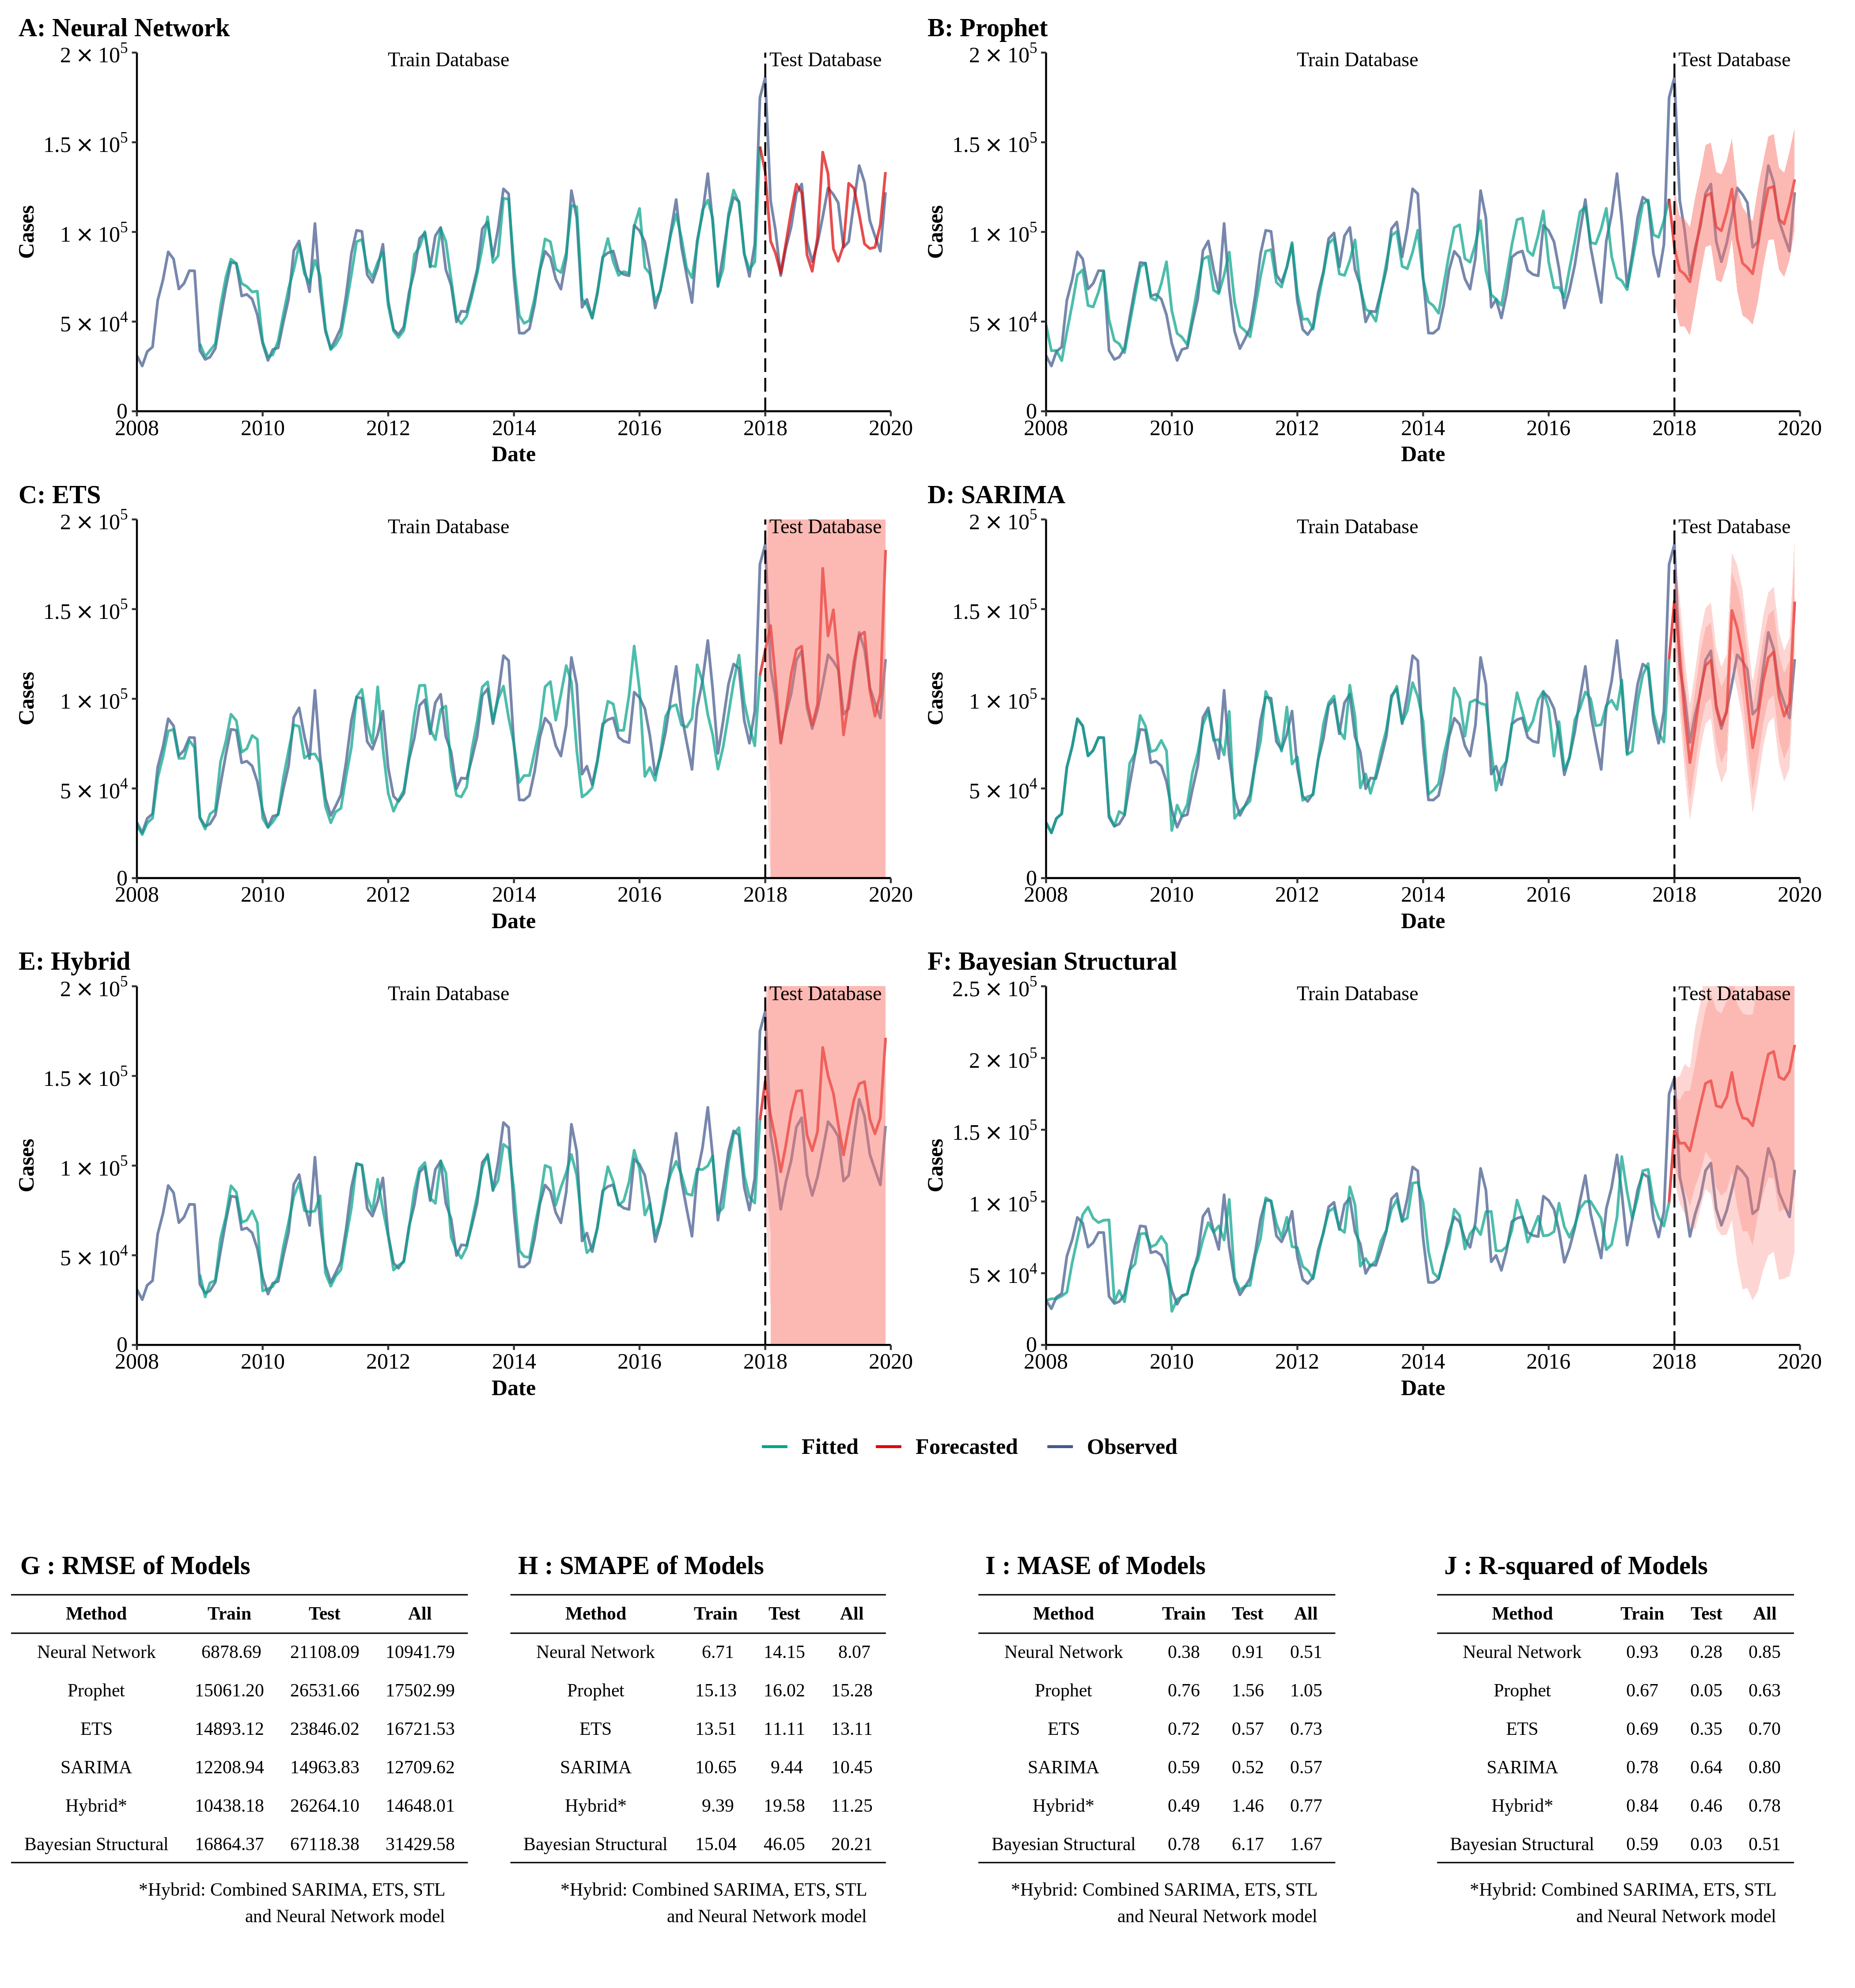 A: Neural Network
2 × 10^5
1.5 × 10^5
1 × 10^5
5 × 10^4
0
Cases
Train Database
Test Database
2008 2010 2012 2014 2016 2018 2020
Date
B: Prophet
2 × 10^5
1.5 × 10^5
1 × 10^5
5 × 10^4
0
Cases
Train Database
Test Database
2008 2010 2012 2014 2016 2018 2020
Date
C: ETS
2 × 10^5
1.5 × 10^5
1 × 10^5
5 × 10^4
0
Cases
Train Database
Test Database
2008 2010 2012 2014 2016 2018 2020
Date
D: SARIMA
2 × 10^5
1.5 × 10^5
1 × 10^5
5 × 10^4
0
Cases
Train Database
Test Database
2008 2010 2012 2014 2016 2018 2020
Date
E: Hybrid
2 × 10^5
1.5 × 10^5
1 × 10^5
5 × 10^4
0
Cases
Train Database
Test Database
2008 2010 2012 2014 2016 2018 2020
Date
F: Bayesian Structural
2.5 × 10^5
2 × 10^5
1.5 × 10^5
1 × 10^5
5 × 10^4
0
Cases
Train Database
Test Database
2008 2010 2012 2014 2016 2018 2020
Date
Fitted Forecasted Observed
G : RMSE of Models
Method Train Test All
Neural Network 6878.69 21108.09 10941.79
Prophet 15061.20 26531.66 17502.99
ETS 14893.12 23846.02 16721.53
SARIMA 12208.94 14963.83 12709.62
Hybrid* 10438.18 26264.10 14648.01
Bayesian Structural 16864.37 67118.38 31429.58
*Hybrid: Combined SARIMA, ETS, STL
and Neural Network model
H : SMAPE of Models
Method Train Test All
Neural Network 6.71 14.15 8.07
Prophet 15.13 16.02 15.28
ETS 13.51 11.11 13.11
SARIMA 10.65 9.44 10.45
Hybrid* 9.39 19.58 11.25
Bayesian Structural 15.04 46.05 20.21
*Hybrid: Combined SARIMA, ETS, STL
and Neural Network model
I : MASE of Models
Method Train Test All
Neural Network 0.38 0.91 0.51
Prophet 0.76 1.56 1.05
ETS 0.72 0.57 0.73
SARIMA 0.59 0.52 0.57
Hybrid* 0.49 1.46 0.77
Bayesian Structural 0.78 6.17 1.67
*Hybrid: Combined SARIMA, ETS, STL
and Neural Network model
J : R-squared of Models
Method Train Test All
Neural Network 0.93 0.28 0.85
Prophet 0.67 0.05 0.63
ETS 0.69 0.35 0.70
SARIMA 0.78 0.64 0.80
Hybrid* 0.84 0.46 0.78
Bayesian Structural 0.59 0.03 0.51
*Hybrid: Combined SARIMA, ETS, STL
and Neural Network model